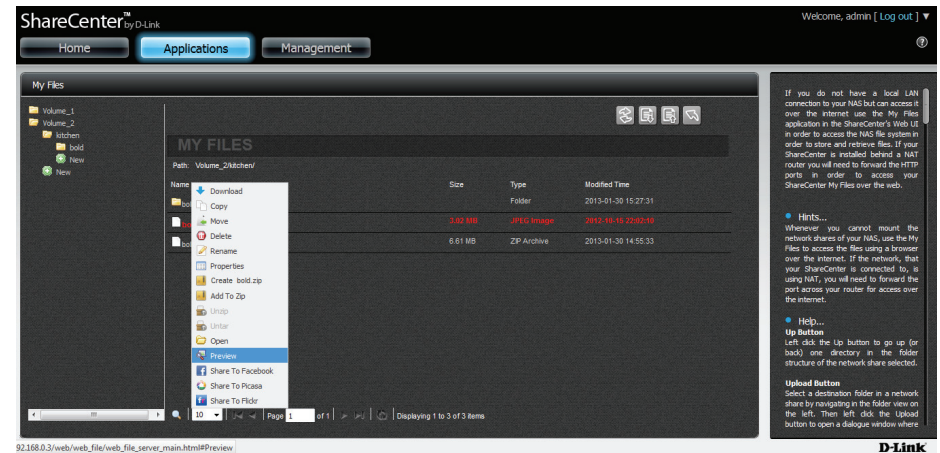 ShareCenter™ by D-Link
Welcome, admin [ Log out ] ▼
Home
Applications
Management
My Files
Volume_1
Volume_2
kitchen
bold
New
New
MY FILES
Path: Volume_2/kitchen/
Name Size Type Modified Time
bol Folder 2013-01-30 15:27:31
3.02 MB JPEG Image
bol 6.61 MB ZIP Archive 2013-01-30 14:55:33
Download
Copy
Move
Delete
Rename
Properties
Create bold.zip
Add To Zip
Unzip
Untar
Open
Preview
Share To Facebook
Share To Picasa
Share To Flickr
10 Page 1 of 1 Displaying 1 to 3 of 3 items
If you do not have a local LAN
connection to your NAS but can access it
over the internet use the My Files
application in the ShareCenter's Web UI
in order to access the NAS file system in
order to store and retrieve files. If your
ShareCenter is installed behind a NAT
router you will need to forward the HTTP
ports in order to access your
ShareCenter My Files over the web.
Hints...
Whenever you cannot mount the
network shares of your NAS, use the My
Files to access the files using a browser
over the internet. If the network, that
your ShareCenter is connected to, is
using NAT, you will need to forward the
port across your router for access over
the internet.
Help...
Up Button
Left click the Up button to go up (or
back) one directory in the folder
structure of the network share selected.
Upload Button
Select a destination folder in a network
share by navigating in the folder view on
the left. Then left click the Upload
button to open a dialogue window where
92.168.0.3/web/web_file/web_file_server_main.html#Preview
D-Link